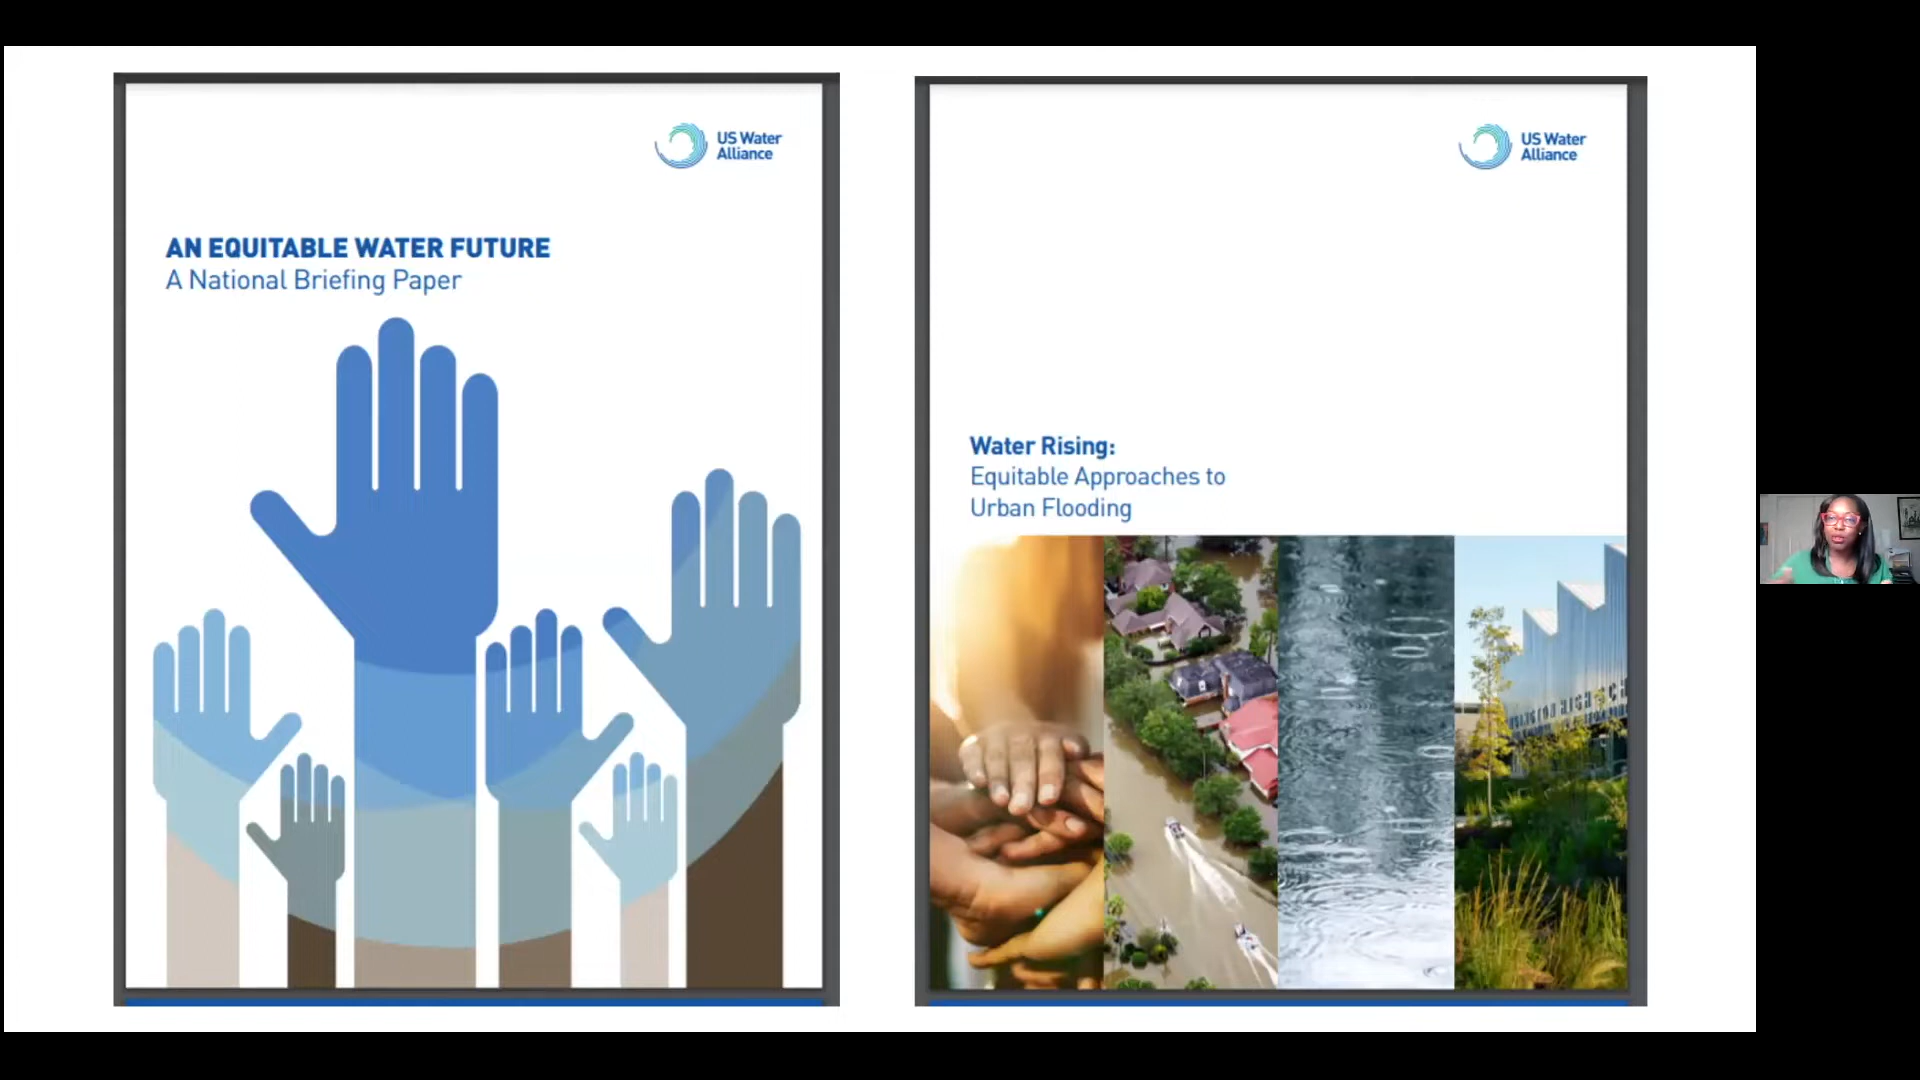 US Water
Alliance
AN EQUITABLE WATER FUTURE
A National Briefing Paper
US Water
Alliance
Water Rising:
Equitable Approaches to
Urban Flooding
HIGH